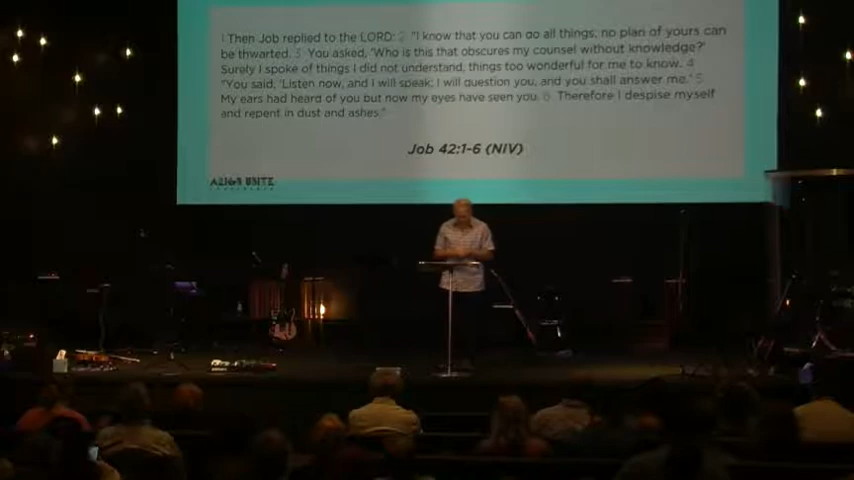 1 Then Job replied to the LORD: 2 "I know that you can do all things; no plan of yours can
be thwarted. 3 You asked, 'Who is this that obscures my counsel without knowledge?'
Surely I spoke of things I did not understand, things too wonderful for me to know. 4
"You said, 'Listen now, and I will speak; I will question you, and you shall answer me.' 5
My ears had heard of you but now my eyes have seen you. 6 Therefore I despise myself
and repent in dust and ashes."
Job 42:1-6 (NIV)